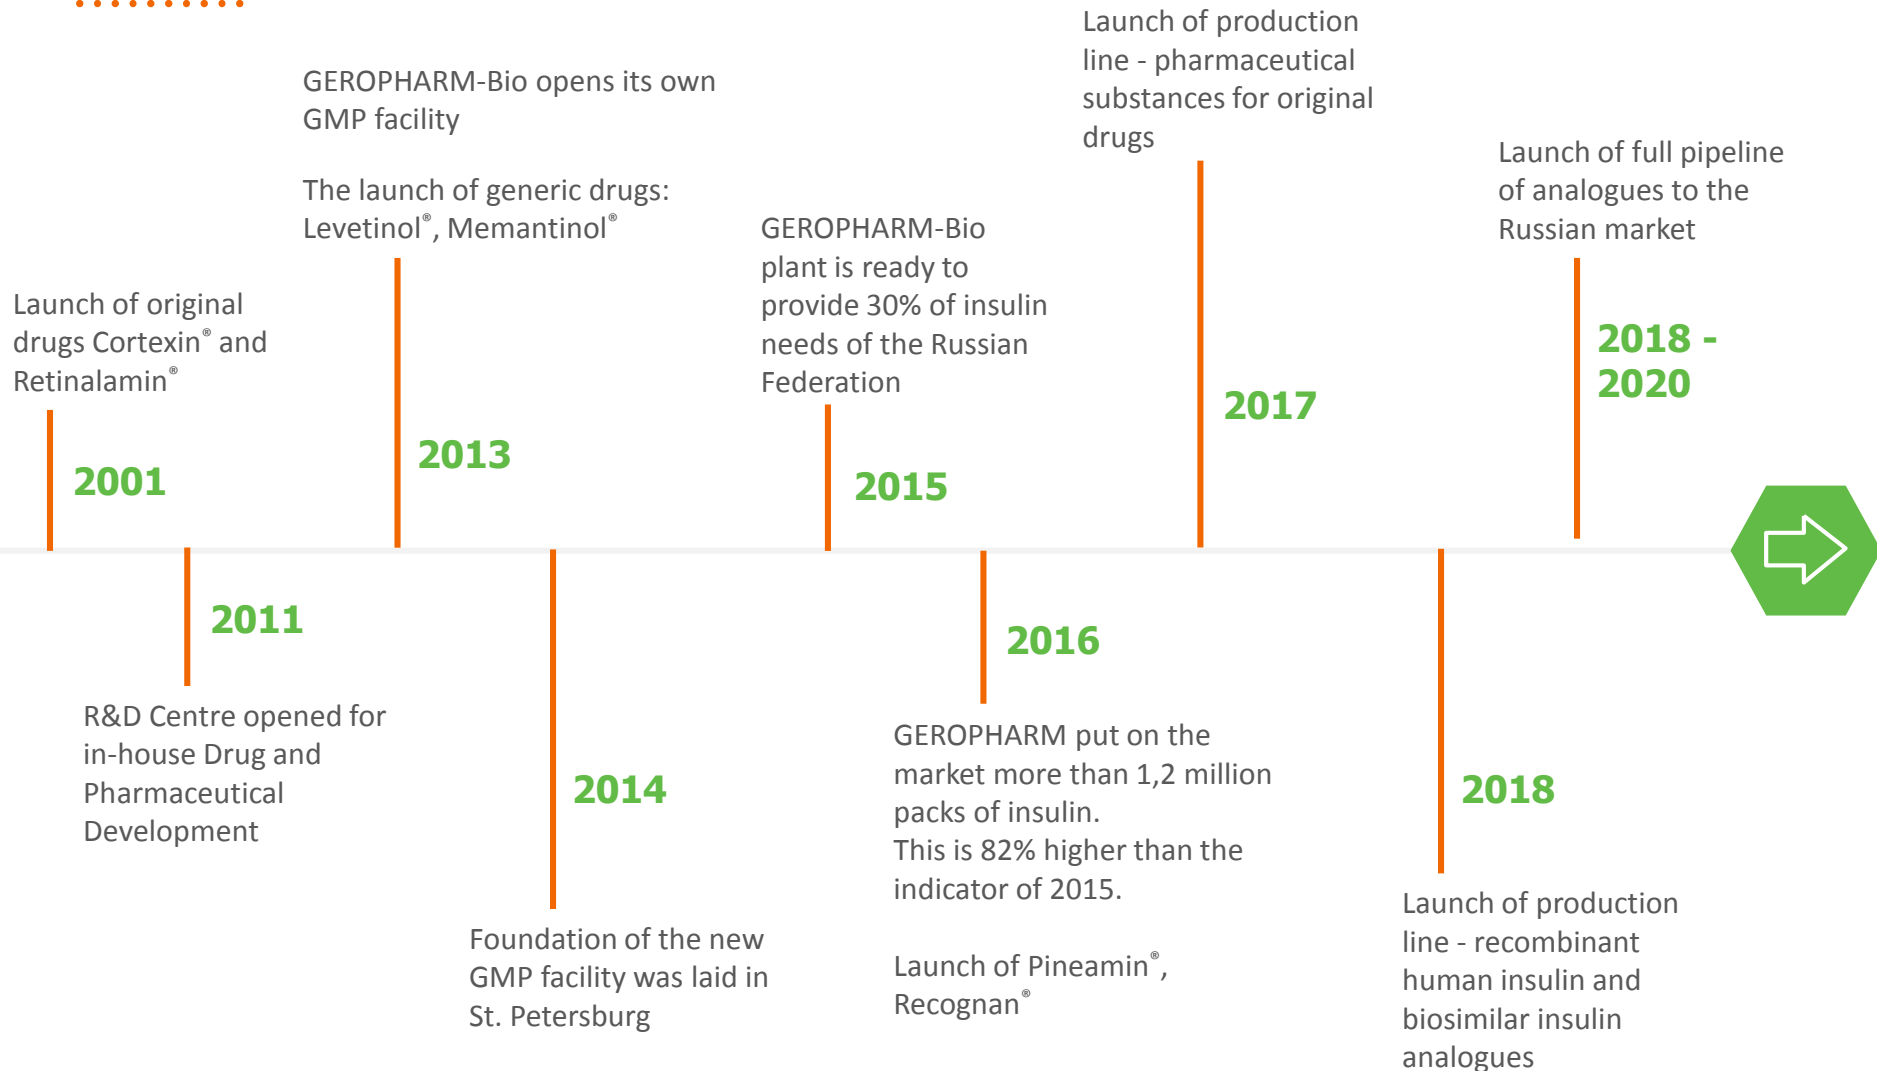 Launch of original
drugs Cortexin® and
Retinalamin®
2001
R&D Centre opened for
in-house Drug and
Pharmaceutical
Development
2011
GEROPHARM-Bio opens its own
GMP facility
The launch of generic drugs:
Levetinol®, Memantinol®
2013
2014
Foundation of the new
GMP facility was laid in
St. Petersburg
GEROPHARM-Bio
plant is ready to
provide 30% of insulin
needs of the Russian
Federation
2015
2016
GEROPHARM put on the
market more than 1,2 million
packs of insulin.
This is 82% higher than the
indicator of 2015.
Launch of Pineamin®,
Recognan®
Launch of production
line - pharmaceutical
substances for original
drugs
2017
2018
Launch of production
line - recombinant
human insulin and
biosimilar insulin
analogues
Launch of full pipeline
of analogues to the
Russian market
2018 -
2020